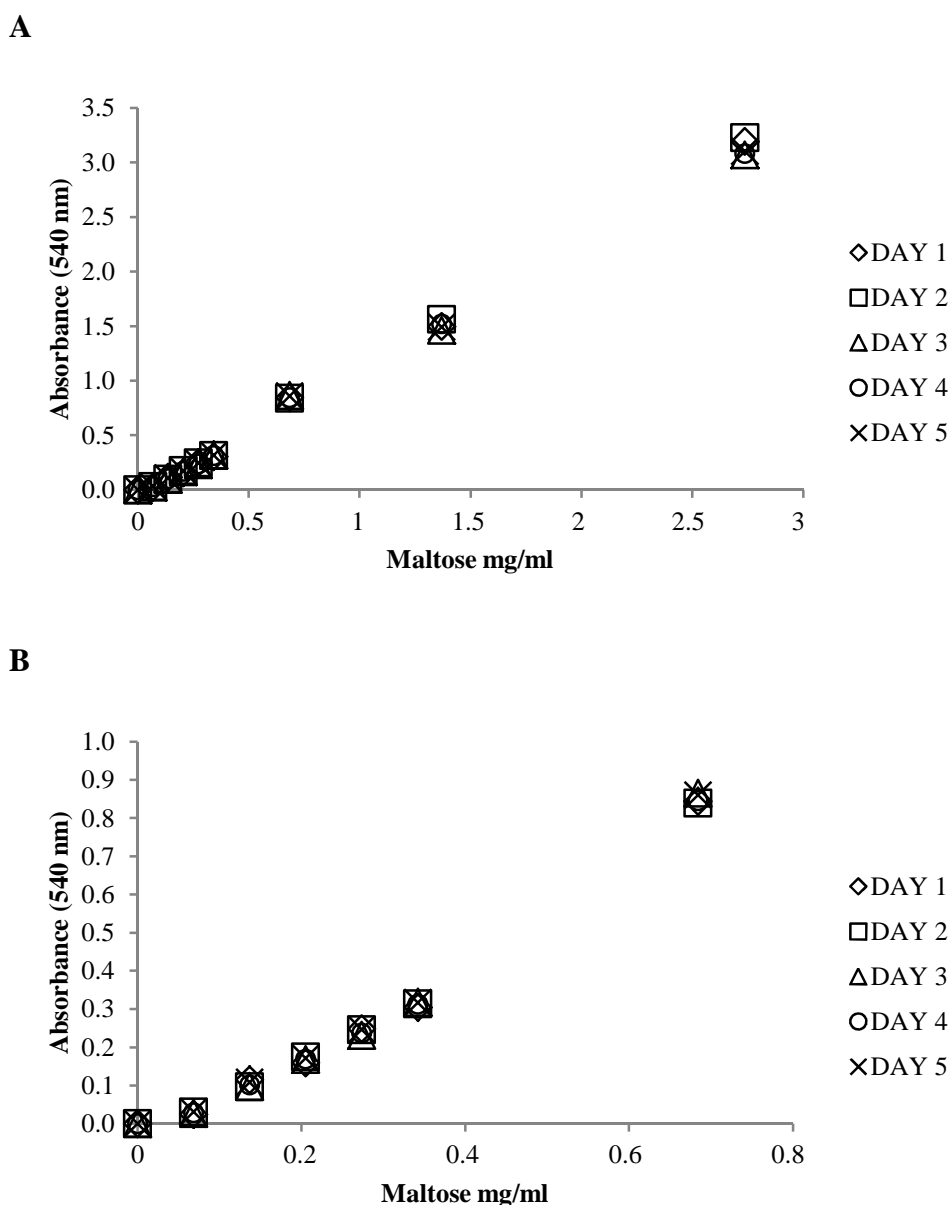 A
3.5
3.0
2.5
2.0
1.5
1.0
0.5
0.0
Absorbance (540 nm)
0 0.5 1 1.5 2 2.5 3
Maltose mg/ml
DAY 1
DAY 2
DAY 3
DAY 4
DAY 5
B
1.0
0.9
0.8
0.7
0.6
0.5
0.4
0.3
0.2
0.1
0.0
Absorbance (540 nm)
0 0.2 0.4 0.6 0.8
Maltose mg/ml
DAY 1
DAY 2
DAY 3
DAY 4
DAY 5